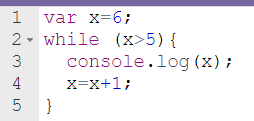 1 var x=6;
2 while (x>5){
3 console.log(x);
4 x=x+1;
5 }